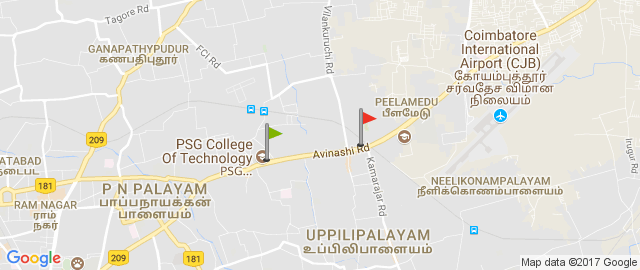 Tagore Rd
GANAPATHYPUDUR
கணபதிபுதூர்
FCI Rd
Vilankuruchi Rd
Coimbatore
International
Airport (CJB)
கோயம்புத்தூர்
சர்வதேச விமான
நிலையம்
PEELAMEDU
பீளமேடு
209
PSG College
Of Technology
PSG...
Avinashi Rd
Kamarajar Rd
Irugur Rd
209
181
181
P N PALAYAM
பாப்பநாயக்கன்
பாளையம்
RAM NAGAR
ராம்
நகர்
NEELIKONAMPALAYAM
நீளிக்கொணம்பாளையம்
UPPILIPALAYAM
உப்பிலிபாளையம்
Google
Map data ©2017 Google